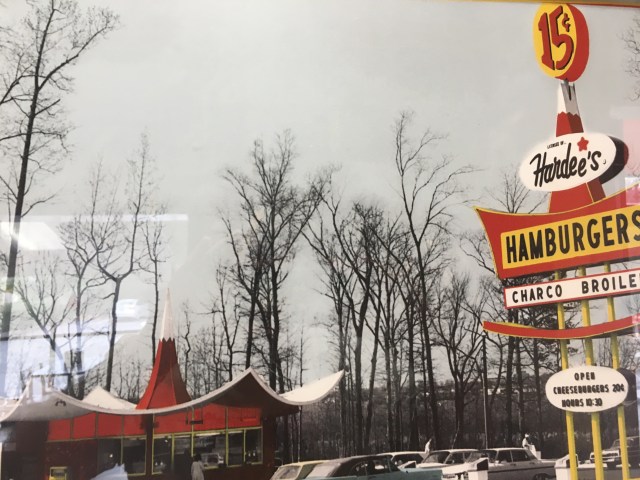 15¢
Hardee's
HAMBURGERS
CHARCO BROILE
OPEN
CHEESEBURGERS 20¢
HOURS 10:30